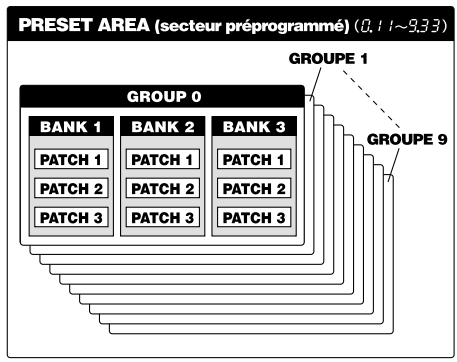 PRESET AREA (secteur préprogrammé) (0.11~9.33)
GROUPE 1
GROUP 0
GROUPE 9
BANK 1 BANK 2 BANK 3
PATCH 1 PATCH 1 PATCH 1
PATCH 2 PATCH 2 PATCH 2
PATCH 3 PATCH 3 PATCH 3